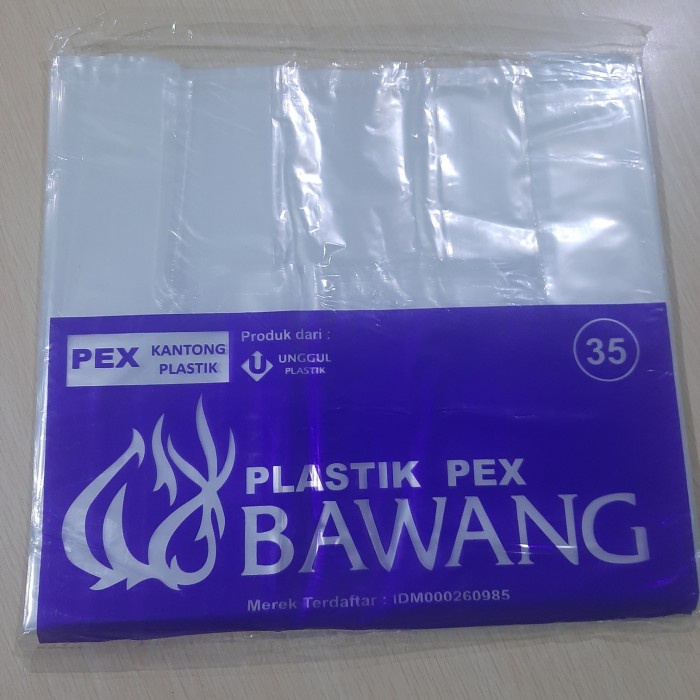 PEX KANTONG PLASTIK
Produk dari :
U UNGGUL PLASTIK
35
PLASTIK PEX
BAWANG
Merek Terdaftar : IDM000260985